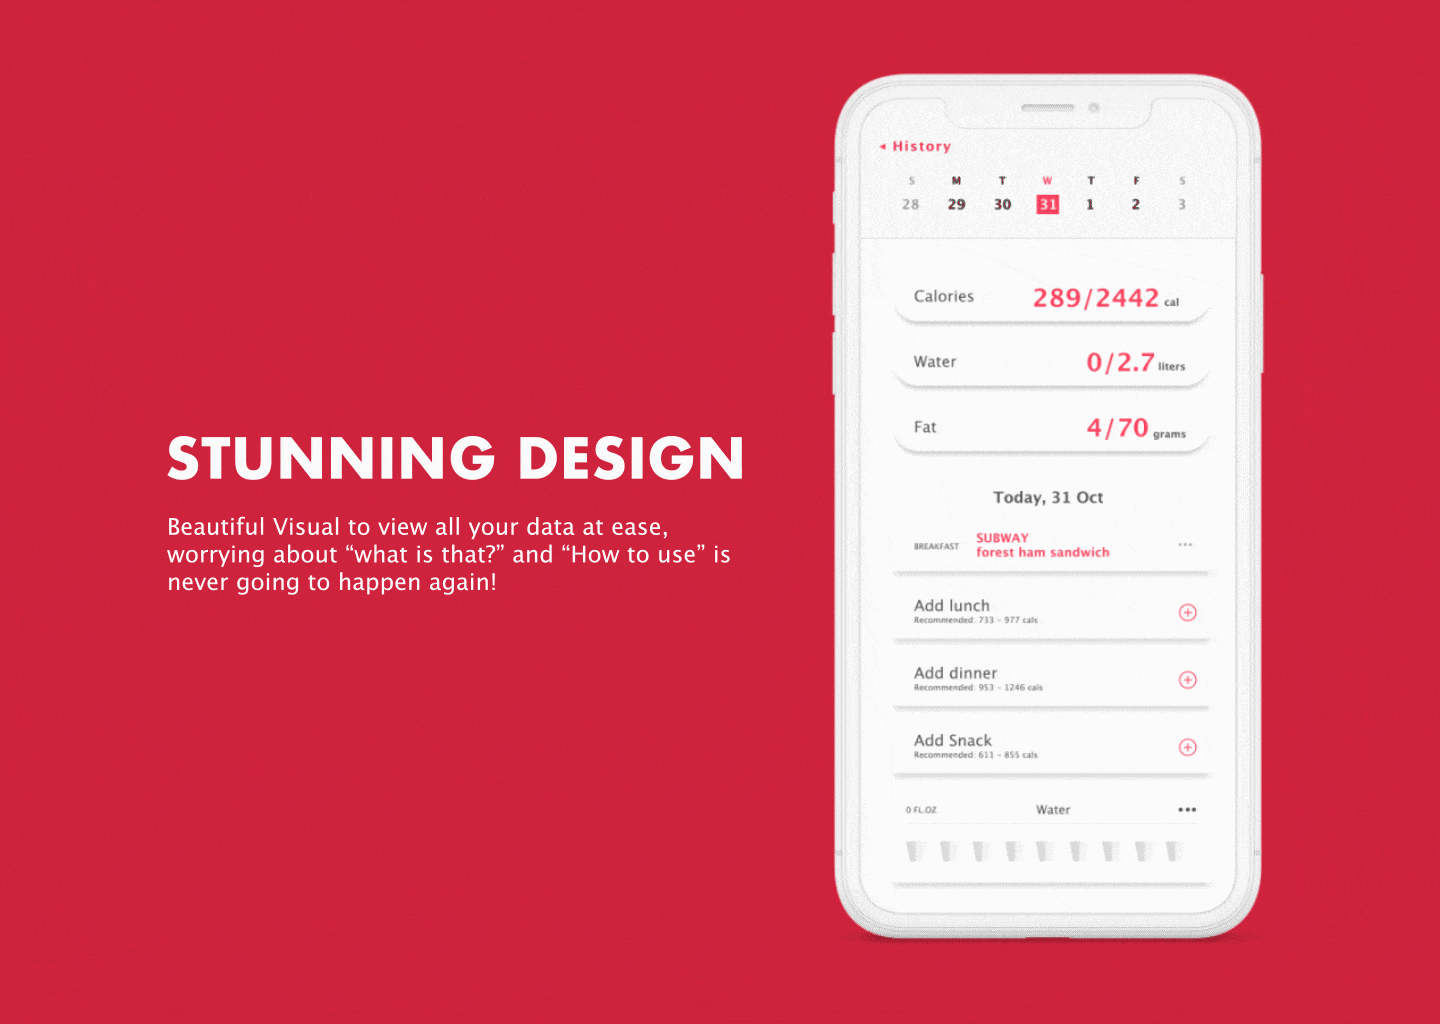 STUNNING DESIGN
Beautiful Visual to view all your data at ease,
worrying about “what is that?” and “How to use” is
never going to happen again!
History
S M T W T F S
28 29 30 31 1 2 3
Calories 289/2442 cal
Water 0/2.7 liters
Fat 4/70 grams
Today, 31 Oct
BREAKFAST SUBWAY
forest ham sandwich
Add lunch
Recommended: 733 - 977 cals
Add dinner
Recommended: 953 - 1246 cals
Add Snack
Recommended: 611 - 855 cals
0 FL.OZ Water